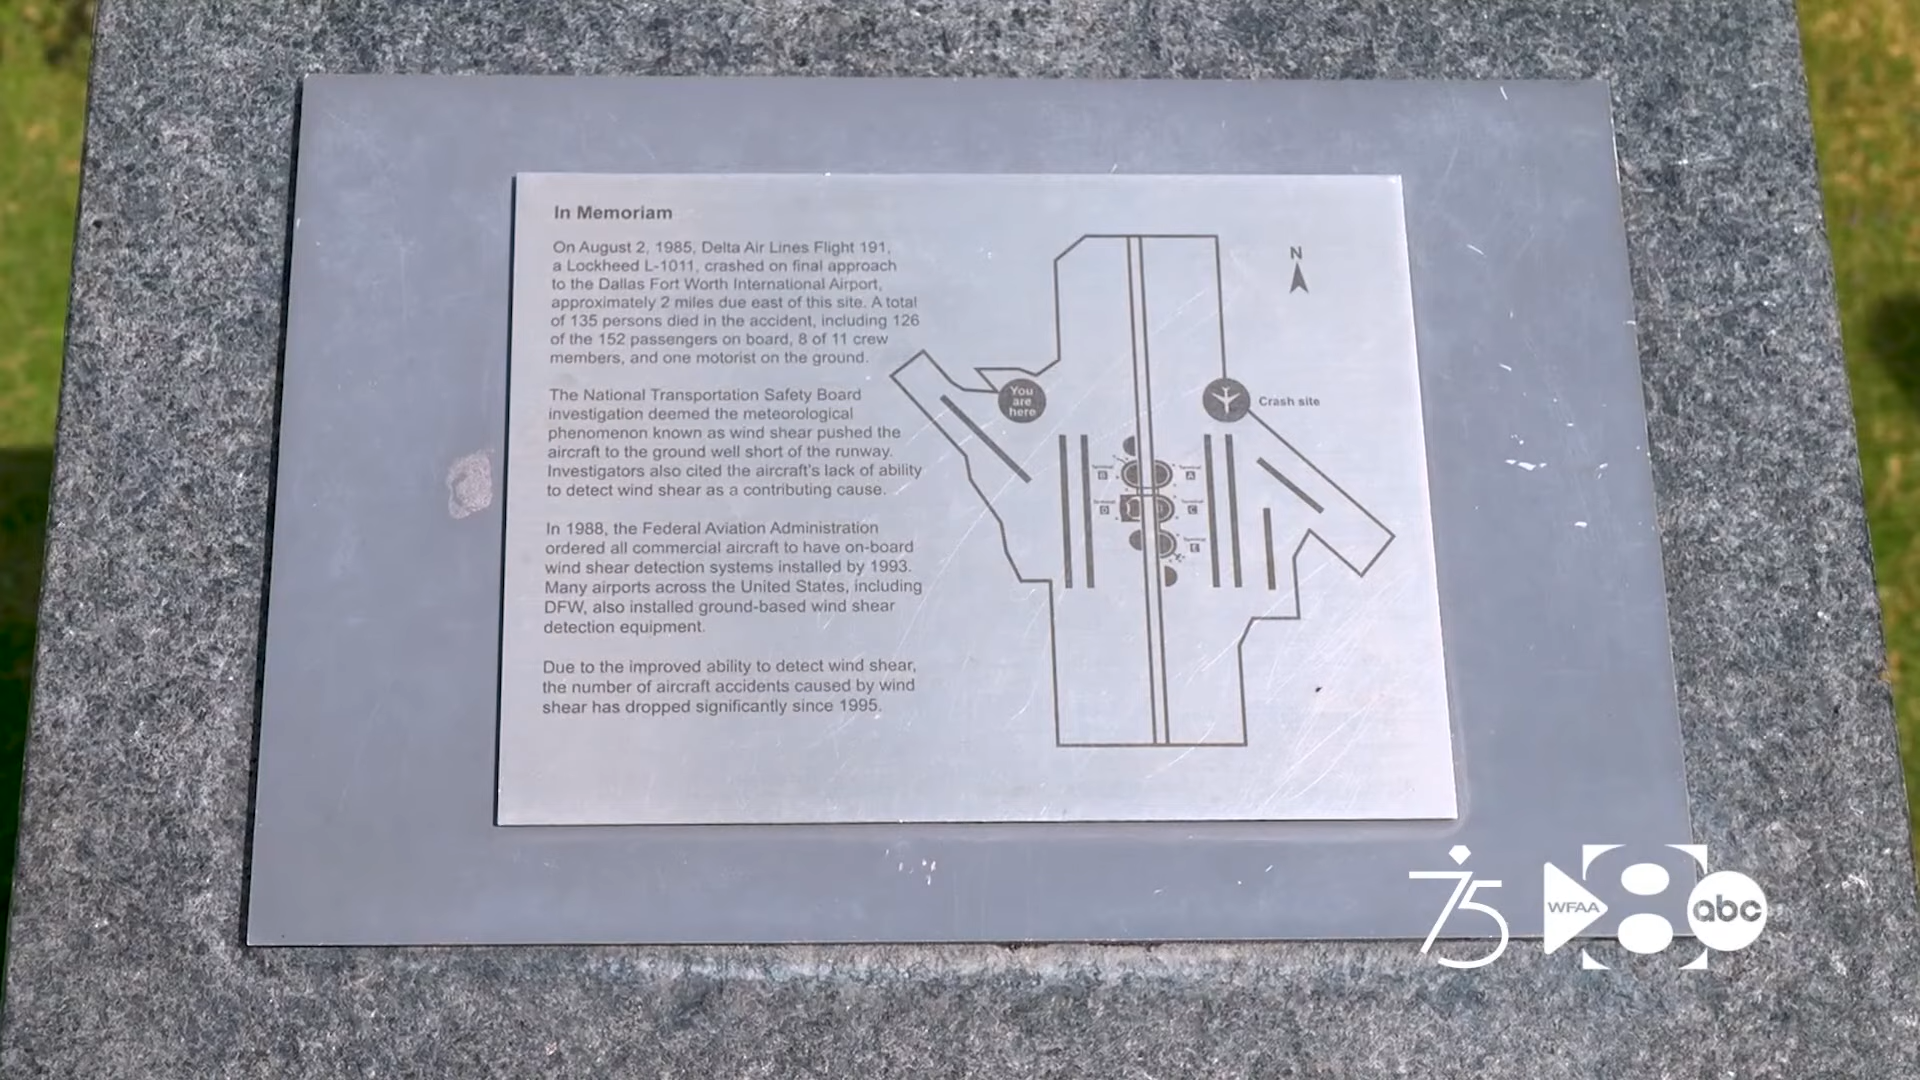 In Memoriam
On August 2, 1985, Delta Air Lines Flight 191,
a Lockheed L-1011, crashed on final approach
to the Dallas Fort Worth International Airport,
approximately 2 miles due east of this site. A total
of 135 persons died in the accident, including 126
of the 152 passengers on board, 8 of 11 crew
members, and one motorist on the ground.
The National Transportation Safety Board
investigation deemed the meteorological
phenomenon known as wind shear pushed the
aircraft to the ground well short of the runway.
Investigators also cited the aircraft's lack of ability
to detect wind shear as a contributing cause.
In 1988, the Federal Aviation Administration
ordered all commercial aircraft to have on-board
wind shear detection systems installed by 1993.
Many airports across the United States, including
DFW, also installed ground-based wind shear
detection equipment.
Due to the improved ability to detect wind shear,
the number of aircraft accidents caused by wind
shear has dropped significantly since 1995.
N
You
are
here
Crash site
Terminal
B
Terminal
A
Terminal
D
Terminal
C
Terminal
E
75
WFAA
8
abc